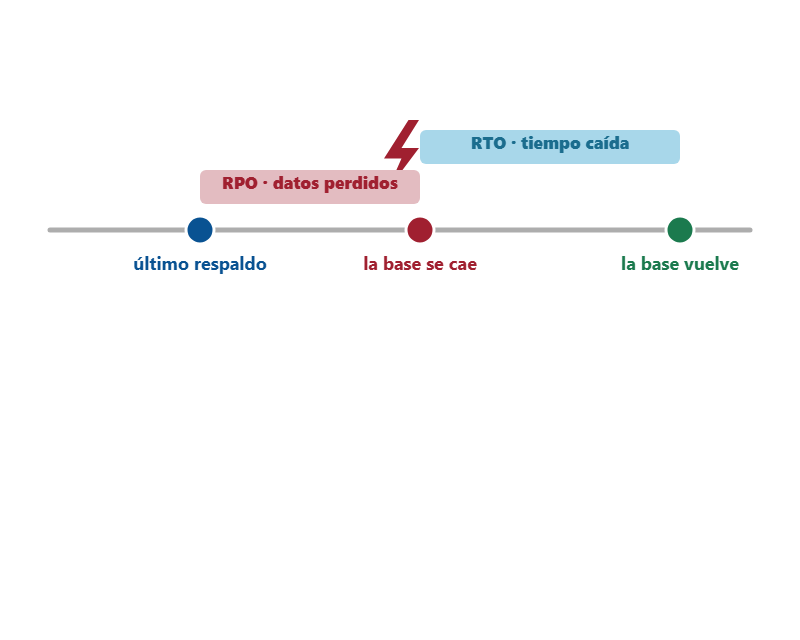 RTO · tiempo caída
RPO · datos perdidos
último respaldo
la base se cae
la base vuelve